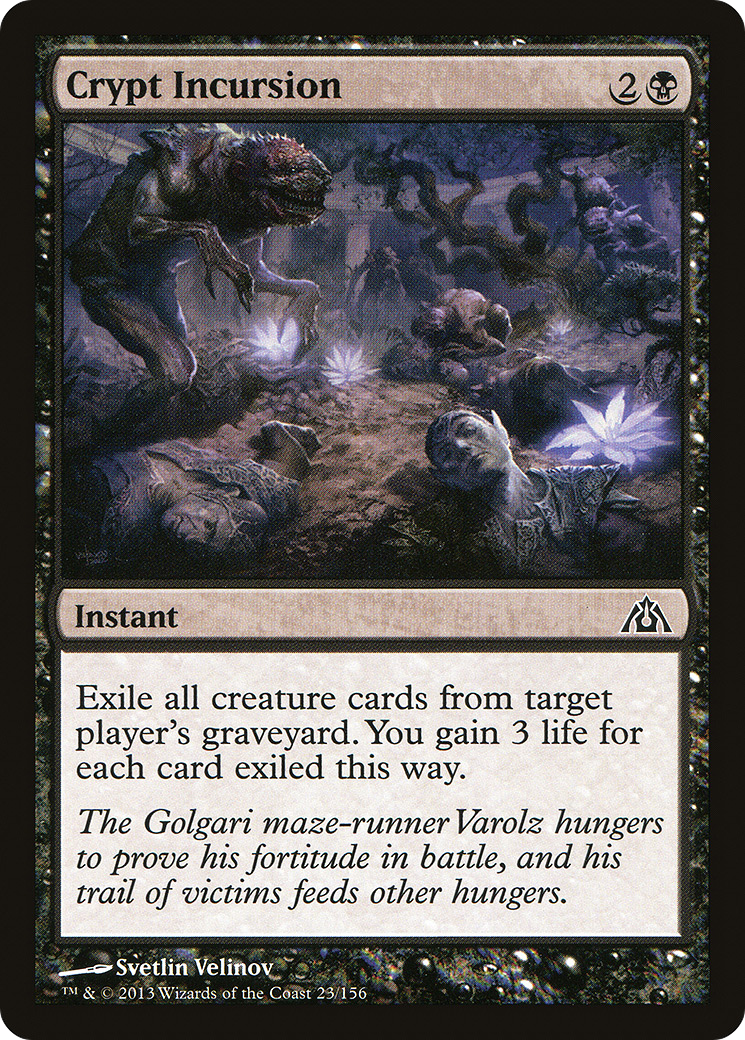 Crypt Incursion 2
Instant
Exile all creature cards from target
player's graveyard. You gain 3 life for
each card exiled this way.
The Golgari maze-runner Varolz hungers
to prove his fortitude in battle, and his
trail of victims feeds other hungers.
Svetlin Velinov
™ & © 2013 Wizards of the Coast 23/156